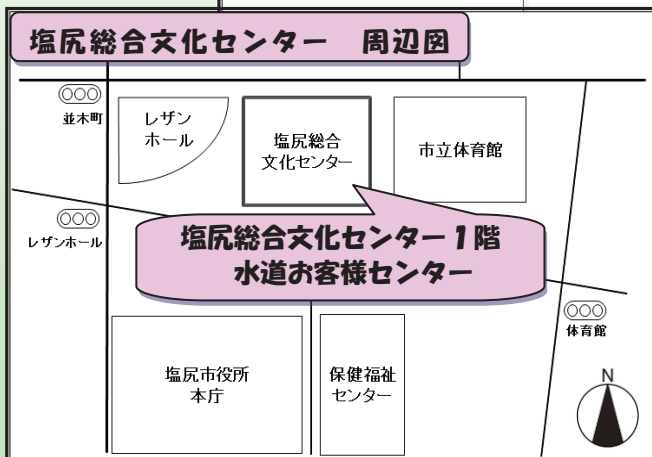 塩尻総合文化センター　周辺図
並木町
レザン
ホール
塩尻総合
文化センター
市立体育館
レザンホール
塩尻総合文化センター１階
水道お客様センター
体育館
塩尻市役所
本庁
保健福祉
センター
N